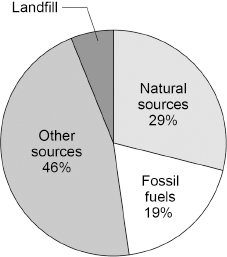 Landfill
Natural
sources
29%
Other
sources
46%
Fossil
fuels
19%